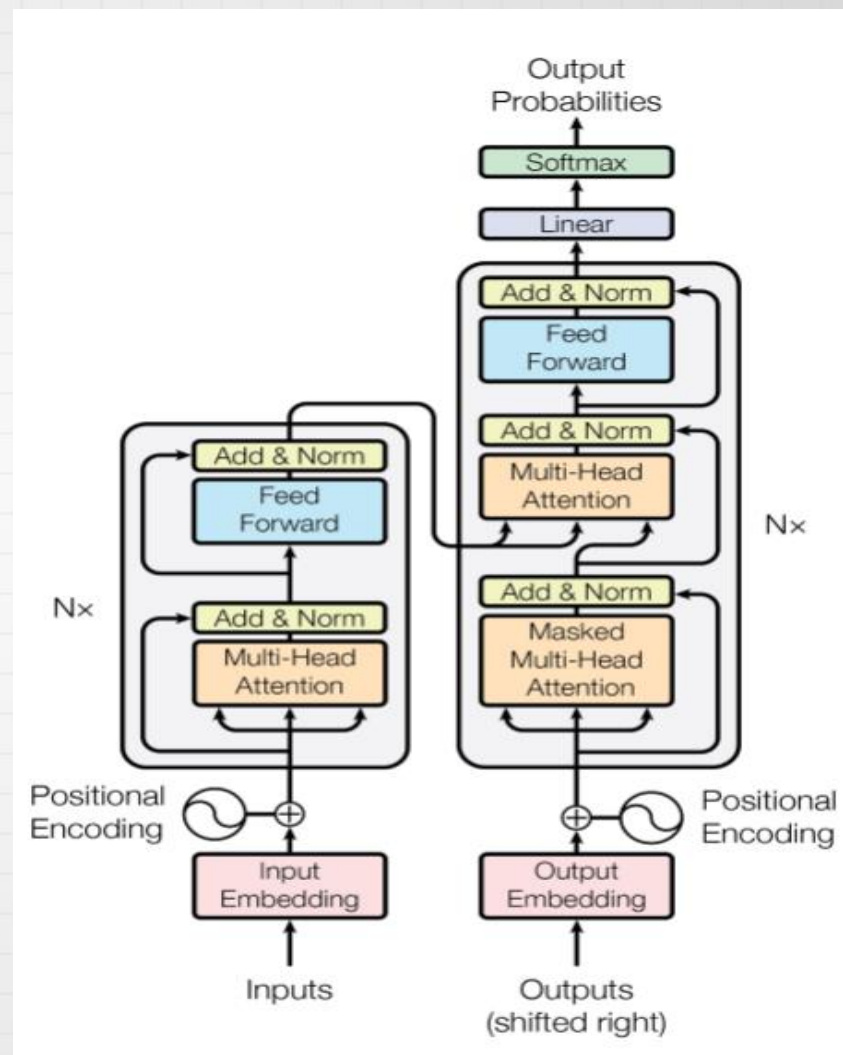 Output
Probabilities
Softmax
Linear
Add & Norm
Feed
Forward
Add & Norm
Multi-Head
Attention
Add & Norm
Masked
Multi-Head
Attention
Nx
Add & Norm
Feed
Forward
Add & Norm
Multi-Head
Attention
Nx
Positional
Encoding
Positional
Encoding
Input
Embedding
Output
Embedding
Inputs
Outputs
(shifted right)